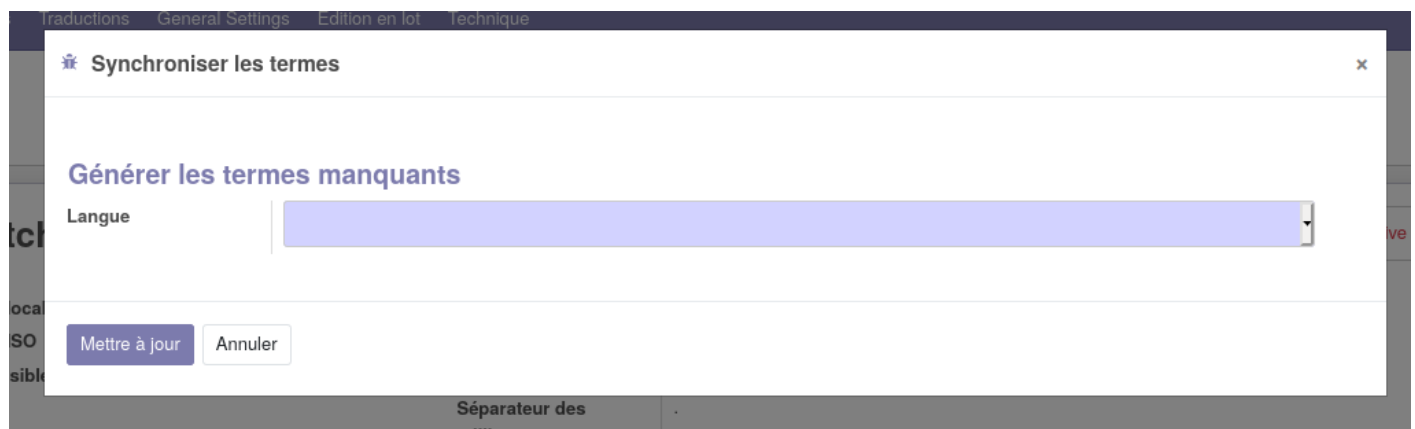 Traductions General Settings Edition en lot Technique
Synchroniser les termes ×
Générer les termes manquants
Langue
Mettre à jour Annuler
Séparateur des .